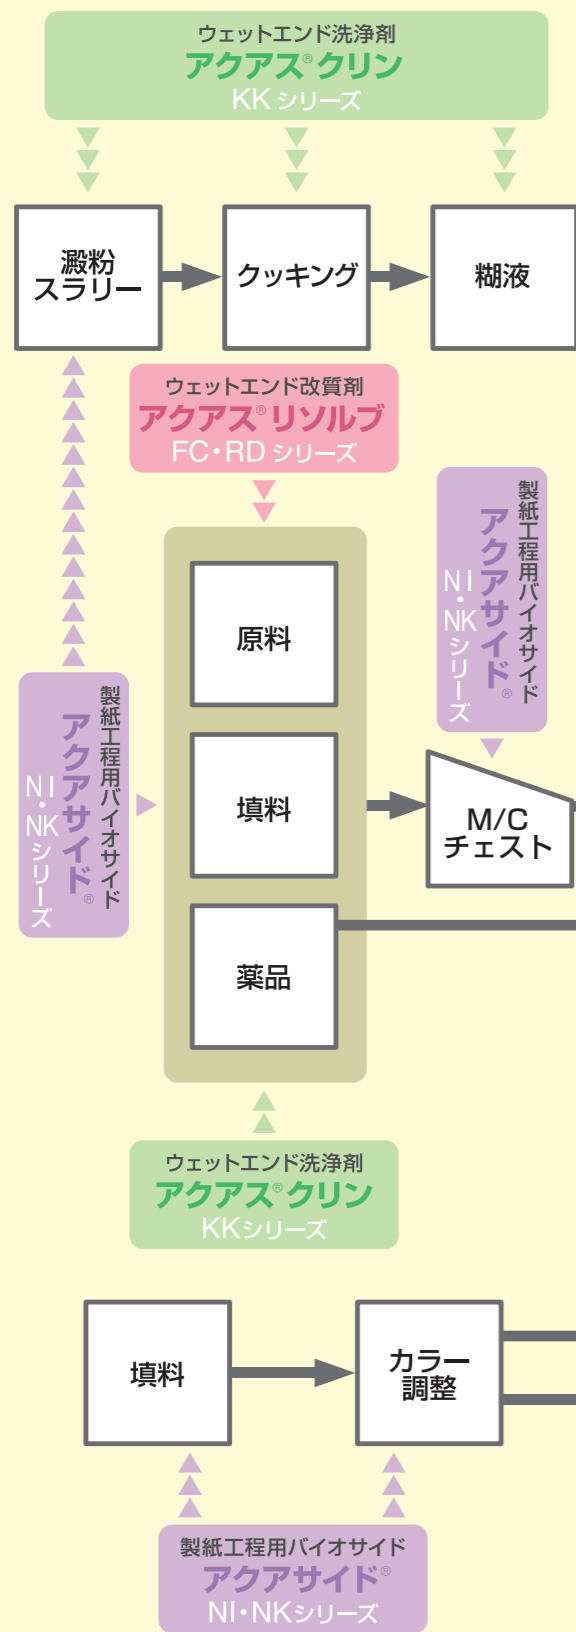 ウェットエンド洗浄剤
アクアス®クリン
KKシリーズ
澱粉
スラリー
クッキング
糊液
ウェットエンド改質剤
アクアス®リソルブ
FC・RDシリーズ
製紙工程用バイオサイド
アクアサイド®
NI・NKシリーズ
原料
製紙工程用バイオサイド
アクアサイド®
NI・NKシリーズ
填料
M/C
チェスト
薬品
ウェットエンド洗浄剤
アクアス®クリン
KKシリーズ
填料
カラー
調整
製紙工程用バイオサイド
アクアサイド®
NI・NKシリーズ